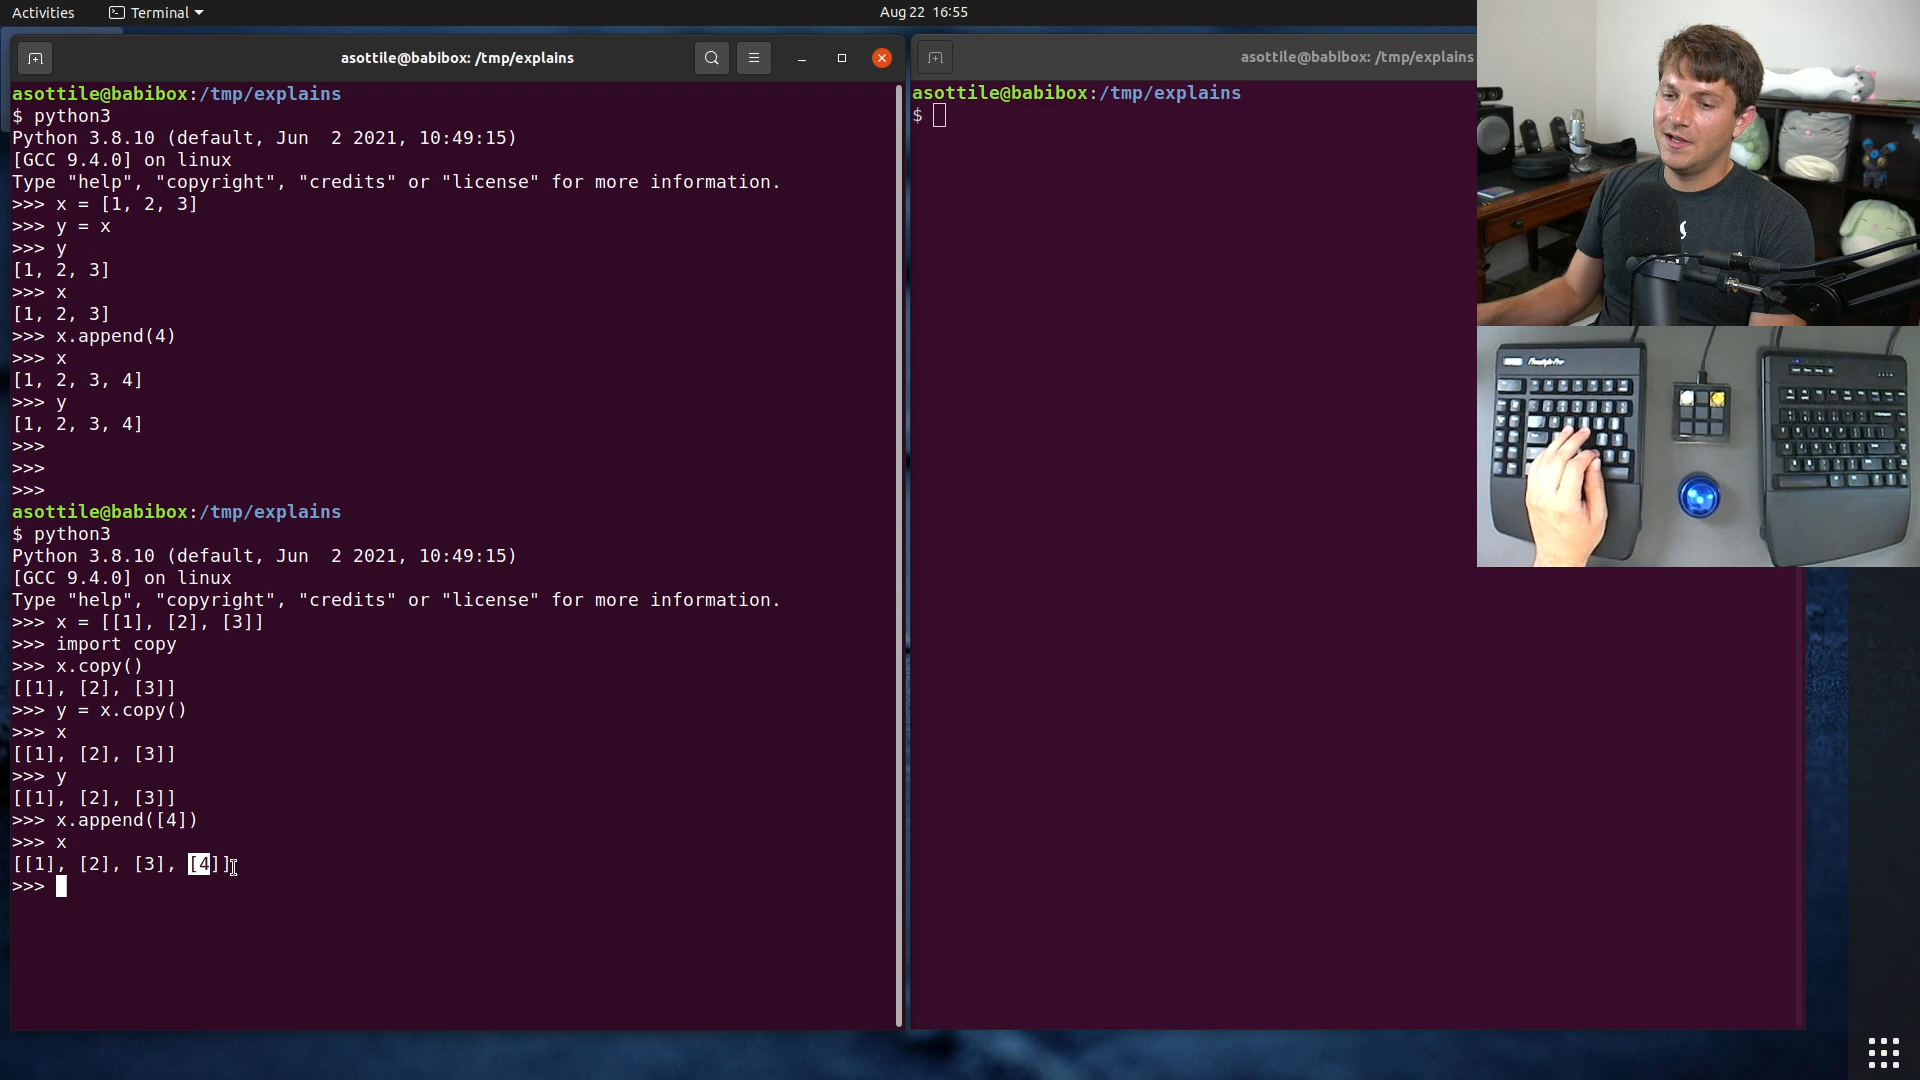 Activities
Terminal
Aug 22 16:55
asottile@babibox: /tmp/explains
asottile@babibox:/tmp/explains
$ python3
Python 3.8.10 (default, Jun  2 2021, 10:49:15)
[GCC 9.4.0] on linux
Type "help", "copyright", "credits" or "license" for more information.
>>> x = [1, 2, 3]
>>> y = x
>>> y
[1, 2, 3]
>>> x
[1, 2, 3]
>>> x.append(4)
>>> x
[1, 2, 3, 4]
>>> y
[1, 2, 3, 4]
>>>
>>>
>>>
asottile@babibox:/tmp/explains
$ python3
Python 3.8.10 (default, Jun  2 2021, 10:49:15)
[GCC 9.4.0] on linux
Type "help", "copyright", "credits" or "license" for more information.
>>> x = [[1], [2], [3]]
>>> import copy
>>> x.copy()
[[1], [2], [3]]
>>> y = x.copy()
>>> x
[[1], [2], [3]]
>>> y
[[1], [2], [3]]
>>> x.append([4])
>>> x
[[1], [2], [3], [4]]
>>>
asottile@babibox: /tmp/explains
asottile@babibox:/tmp/explains
$
Freestyle Pro